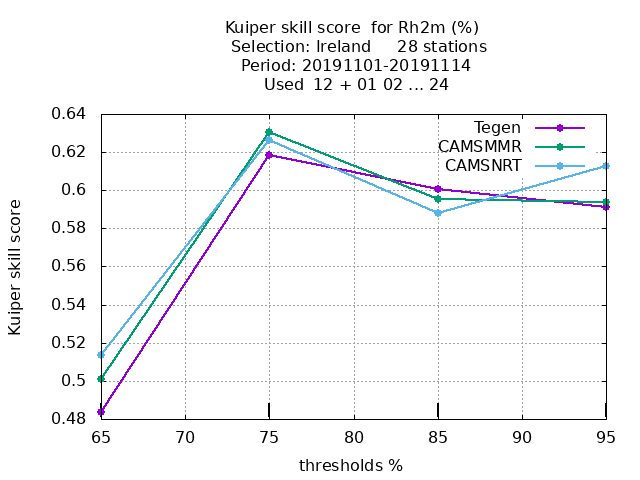 Kuiper skill score  for Rh2m (%)
Selection: Ireland     28 stations
Period: 20191101-20191114
Used  12 + 01 02 ... 24
Kuiper skill score
0.64
0.62
0.6
0.58
0.56
0.54
0.52
0.5
0.48
Tegen
CAMSMMR
CAMSNRT
65 70 75 80 85 90 95
thresholds %